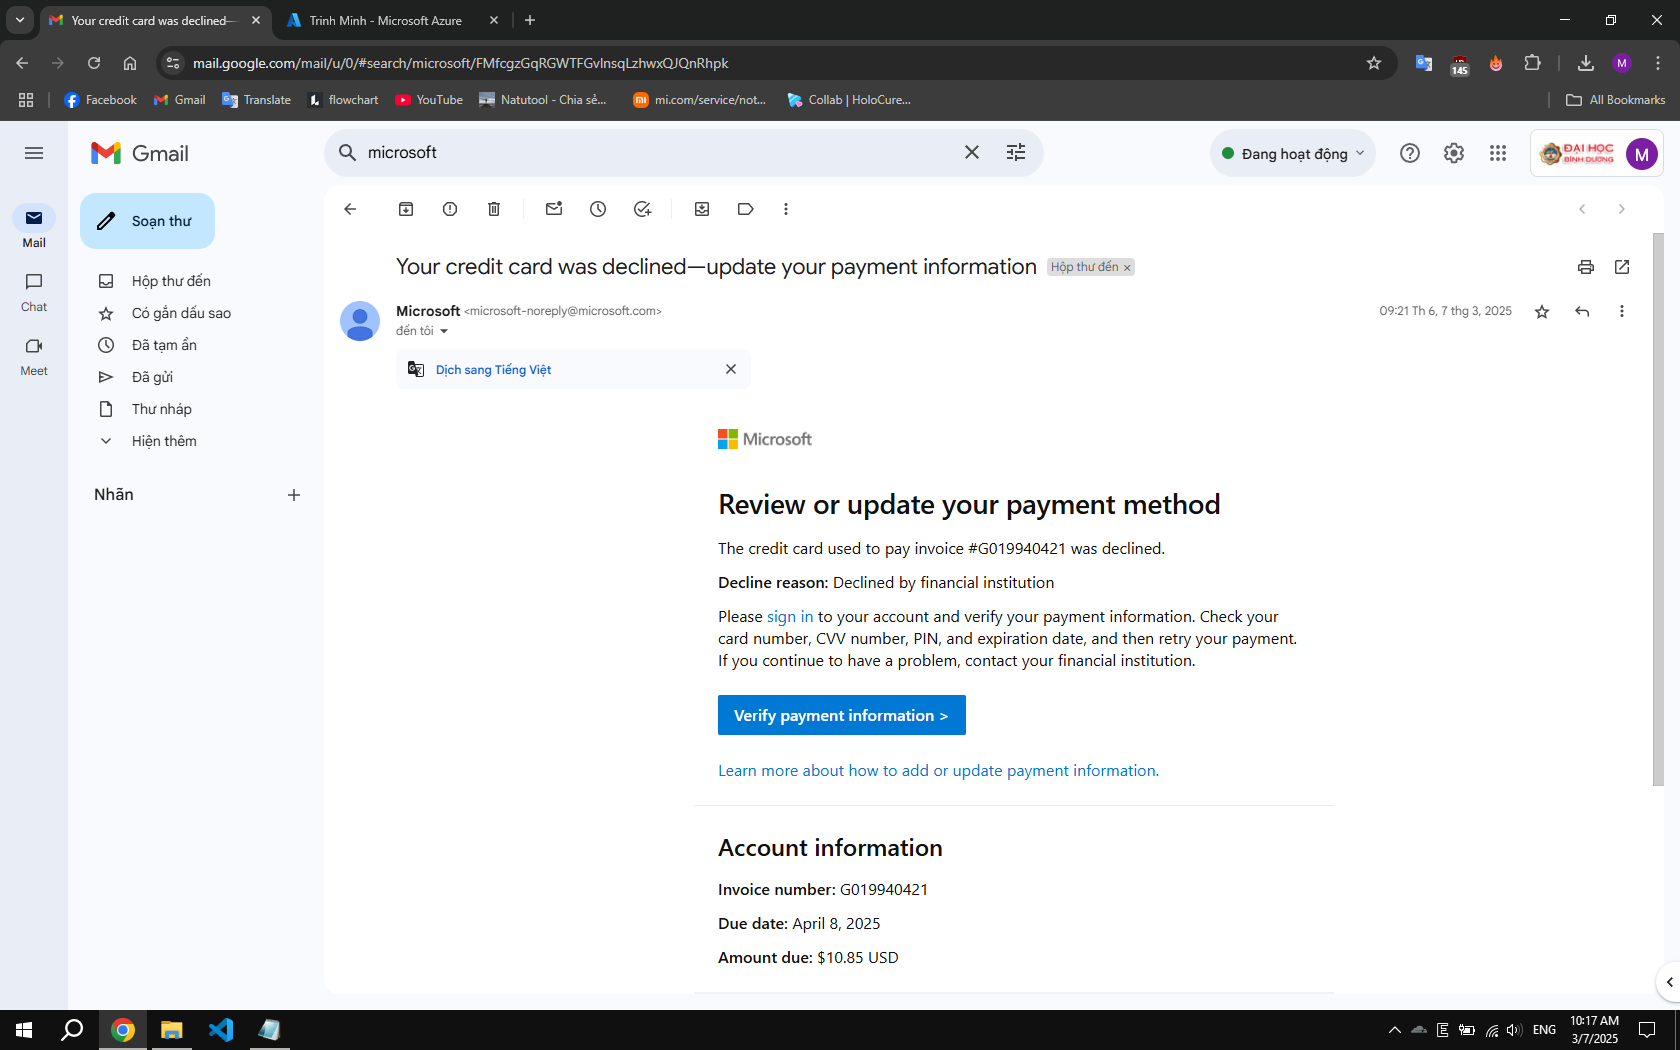 Your credit card was declined—
Trinh Minh - Microsoft Azure
mail.google.com/mail/u/0/#search/microsoft/FMfcgzGqRGWTFGvlnsqLzhwxQJQnRhpk
145
M
Facebook
Gmail
Translate
flowchart
YouTube
Natutool - Chia sẻ...
mi.com/service/not...
Collab | HoloCure...
All Bookmarks
Gmail
microsoft
Đang hoạt động
ĐẠI HỌC
BÌNH DƯƠNG
M
Mail
Chat
Meet
Soạn thư
Hộp thư đến
Có gắn dấu sao
Đã tạm ẩn
Đã gửi
Thư nháp
Hiện thêm
Nhãn
Your credit card was declined—update your payment information
Hộp thư đến
Microsoft <microsoft-noreply@microsoft.com>
09:21 Th 6, 7 thg 3, 2025
đến tôi
Dịch sang Tiếng Việt
Microsoft
Review or update your payment method
The credit card used to pay invoice #G019940421 was declined.
Decline reason: Declined by financial institution
Please sign in to your account and verify your payment information. Check your
card number, CVV number, PIN, and expiration date, and then retry your payment.
If you continue to have a problem, contact your financial institution.
Verify payment information >
Learn more about how to add or update payment information.
Account information
Invoice number: G019940421
Due date: April 8, 2025
Amount due: $10.85 USD
ENG
10:17 AM
3/7/2025